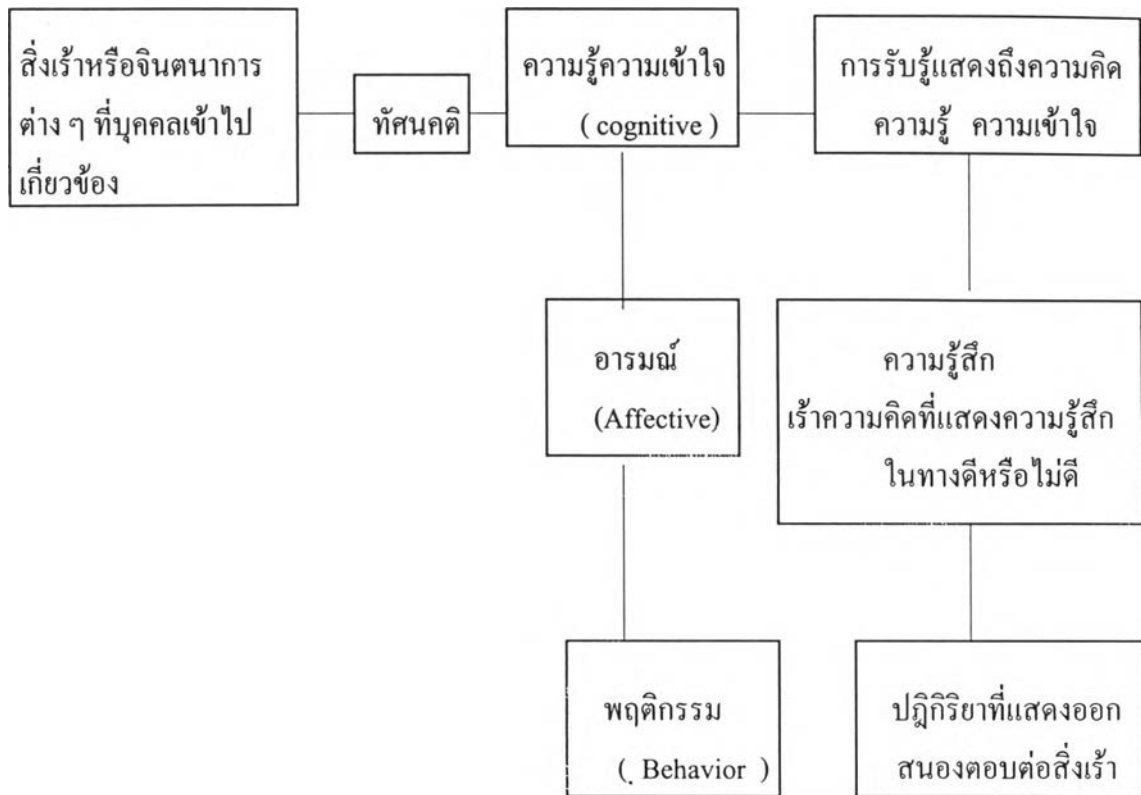 สิ่งเร้าหรือจินตนาการ
ต่าง ๆ ที่บุคคลเข้าไป
เกี่ยวข้อง
ทัศนคติ
ความรู้ความเข้าใจ
( cognitive )
การรับรู้แสดงถึงความคิด
ความรู้ ความเข้าใจ
อารมณ์
(Affective)
ความรู้สึก
เร้าความคิดที่แสดงความรู้สึก
ในทางดีหรือไม่ดี
พฤติกรรม
( Behavior )
ปฎิกิริยาที่แสดงออก
สนองตอบต่อสิ่งเร้า